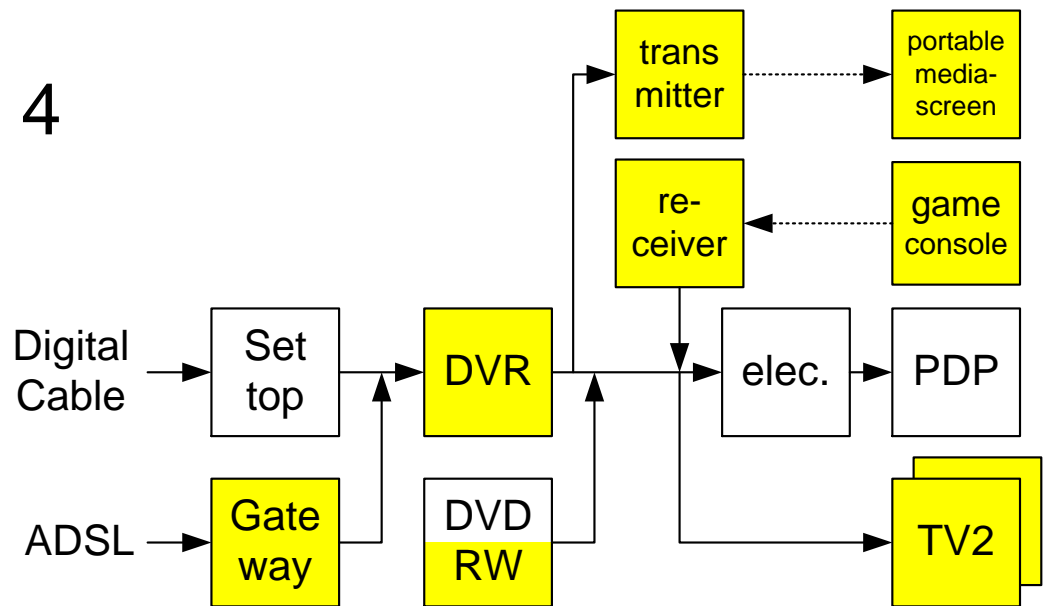 4
trans
mitter
portable
media-
screen
re-
ceiver
game
console
Digital
Cable
Set
top
DVR
elec.
PDP
ADSL
Gate
way
DVD
RW
TV2